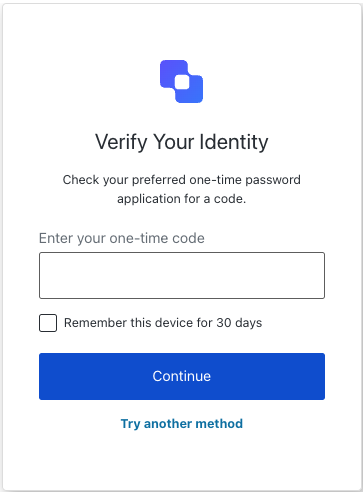 Verify Your Identity
Check your preferred one-time password
application for a code.
Enter your one-time code
Remember this device for 30 days
Continue
Try another method